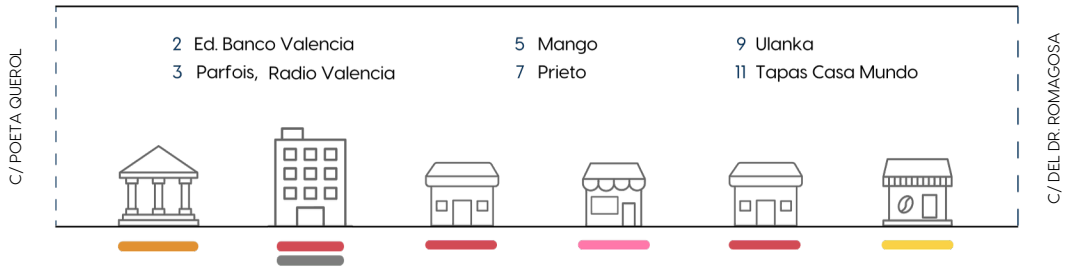 C/ POETA QUEROL
2 Ed. Banco Valencia
3 Parfois, Radio Valencia
5 Mango
7 Prieto
9 Ulanka
11 Tapas Casa Mundo
C/ DEL DR. ROMAGOSA